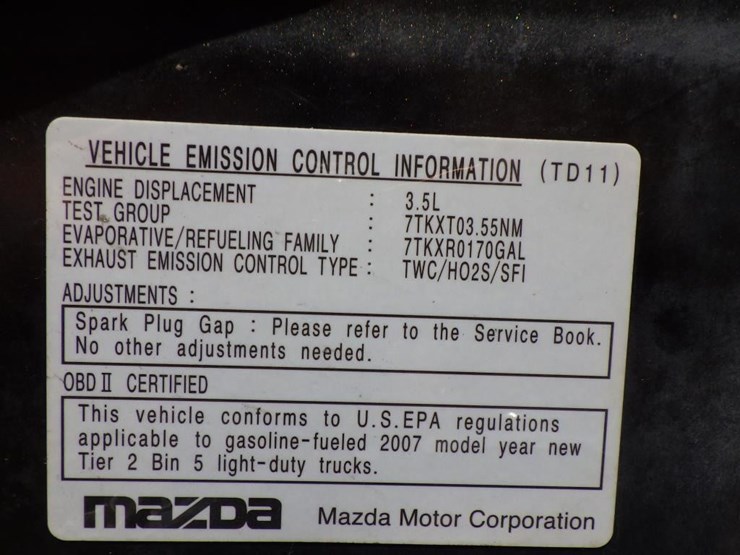 VEHICLE EMISSION CONTROL INFORMATION (TD11)
ENGINE DISPLACEMENT : 3.5L
TEST GROUP : 7TKXT03.55NM
EVAPORATIVE/REFUELING FAMILY : 7TKXR0170GAL
EXHAUST EMISSION CONTROL TYPE : TWC/HO2S/SFI
ADJUSTMENTS :
Spark Plug Gap : Please refer to the Service Book.
No other adjustments needed.
OBD II CERTIFIED
This vehicle conforms to U.S.EPA regulations
applicable to gasoline-fueled 2007 model year new
Tier 2 Bin 5 light-duty trucks.
mazda Mazda Motor Corporation